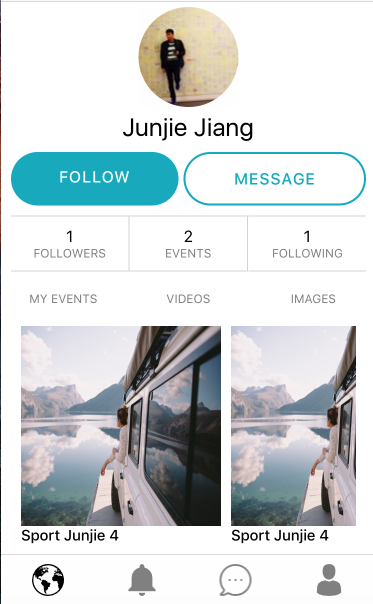 Junjie Jiang
FOLLOW MESSAGE
1 2 1
FOLLOWERS EVENTS FOLLOWING
MY EVENTS VIDEOS IMAGES
Sport Junjie 4 Sport Junjie 4